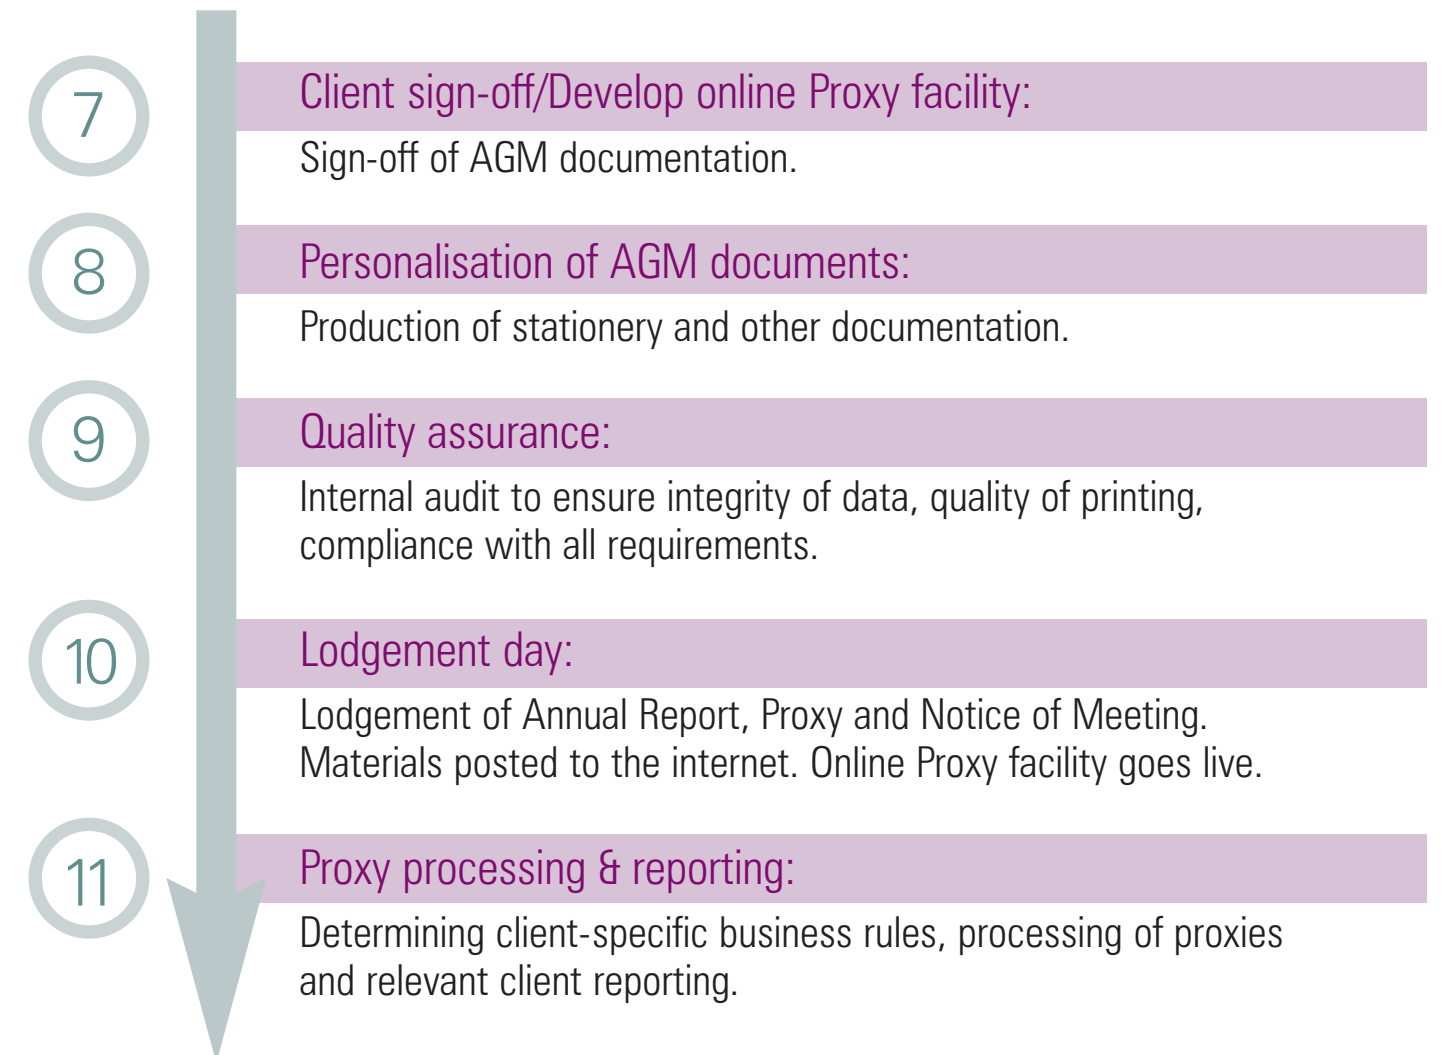 7
Client sign-off/Develop online Proxy facility:
Sign-off of AGM documentation.
8
Personalisation of AGM documents:
Production of stationery and other documentation.
9
Quality assurance:
Internal audit to ensure integrity of data, quality of printing,
compliance with all requirements.
10
Lodgement day:
Lodgement of Annual Report, Proxy and Notice of Meeting.
Materials posted to the internet. Online Proxy facility goes live.
11
Proxy processing & reporting:
Determining client-specific business rules, processing of proxies
and relevant client reporting.